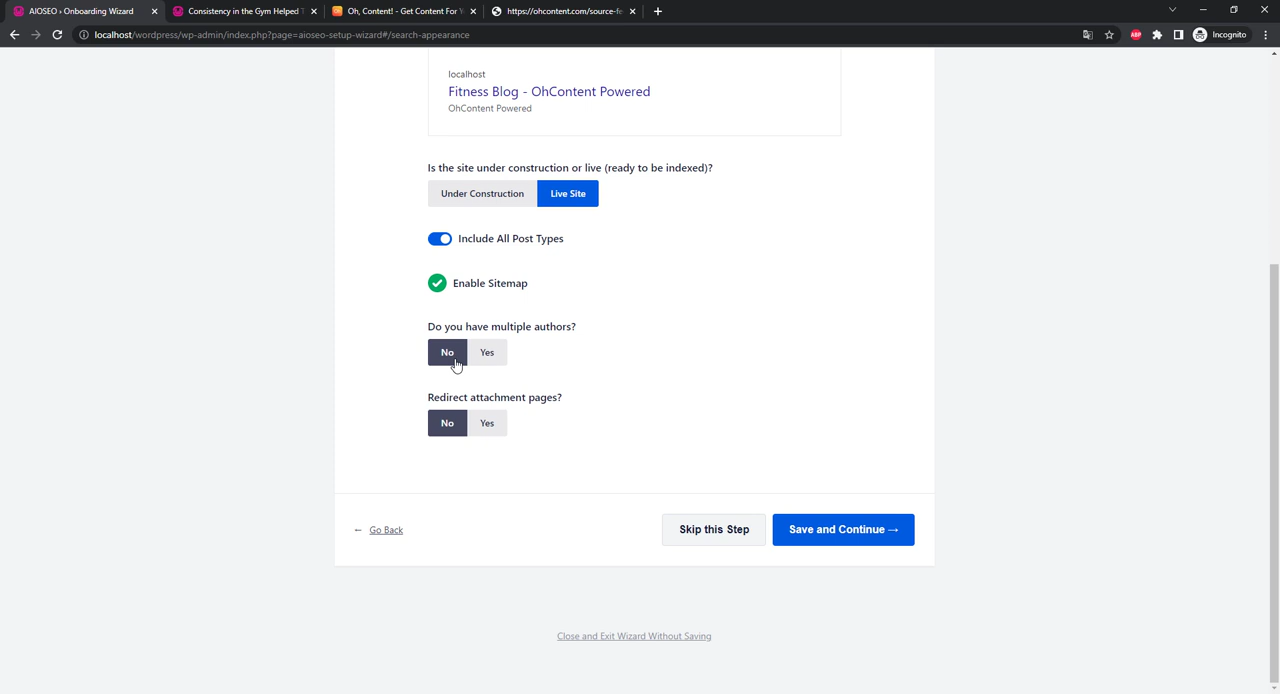 AIOSEO › Onboarding Wizard
Consistency in the Gym Helped T
Oh, Content! - Get Content For Y
https://ohcontent.com/source-fe
localhost/wordpress/wp-admin/index.php?page=aioseo-setup-wizard#/search-appearance
ABP
Incognito
localhost
Fitness Blog - OhContent Powered
OhContent Powered
Is the site under construction or live (ready to be indexed)?
Under Construction
Live Site
Include All Post Types
Enable Sitemap
Do you have multiple authors?
No
Yes
Redirect attachment pages?
No
Yes
← Go Back
Skip this Step
Save and Continue →
Close and Exit Wizard Without Saving